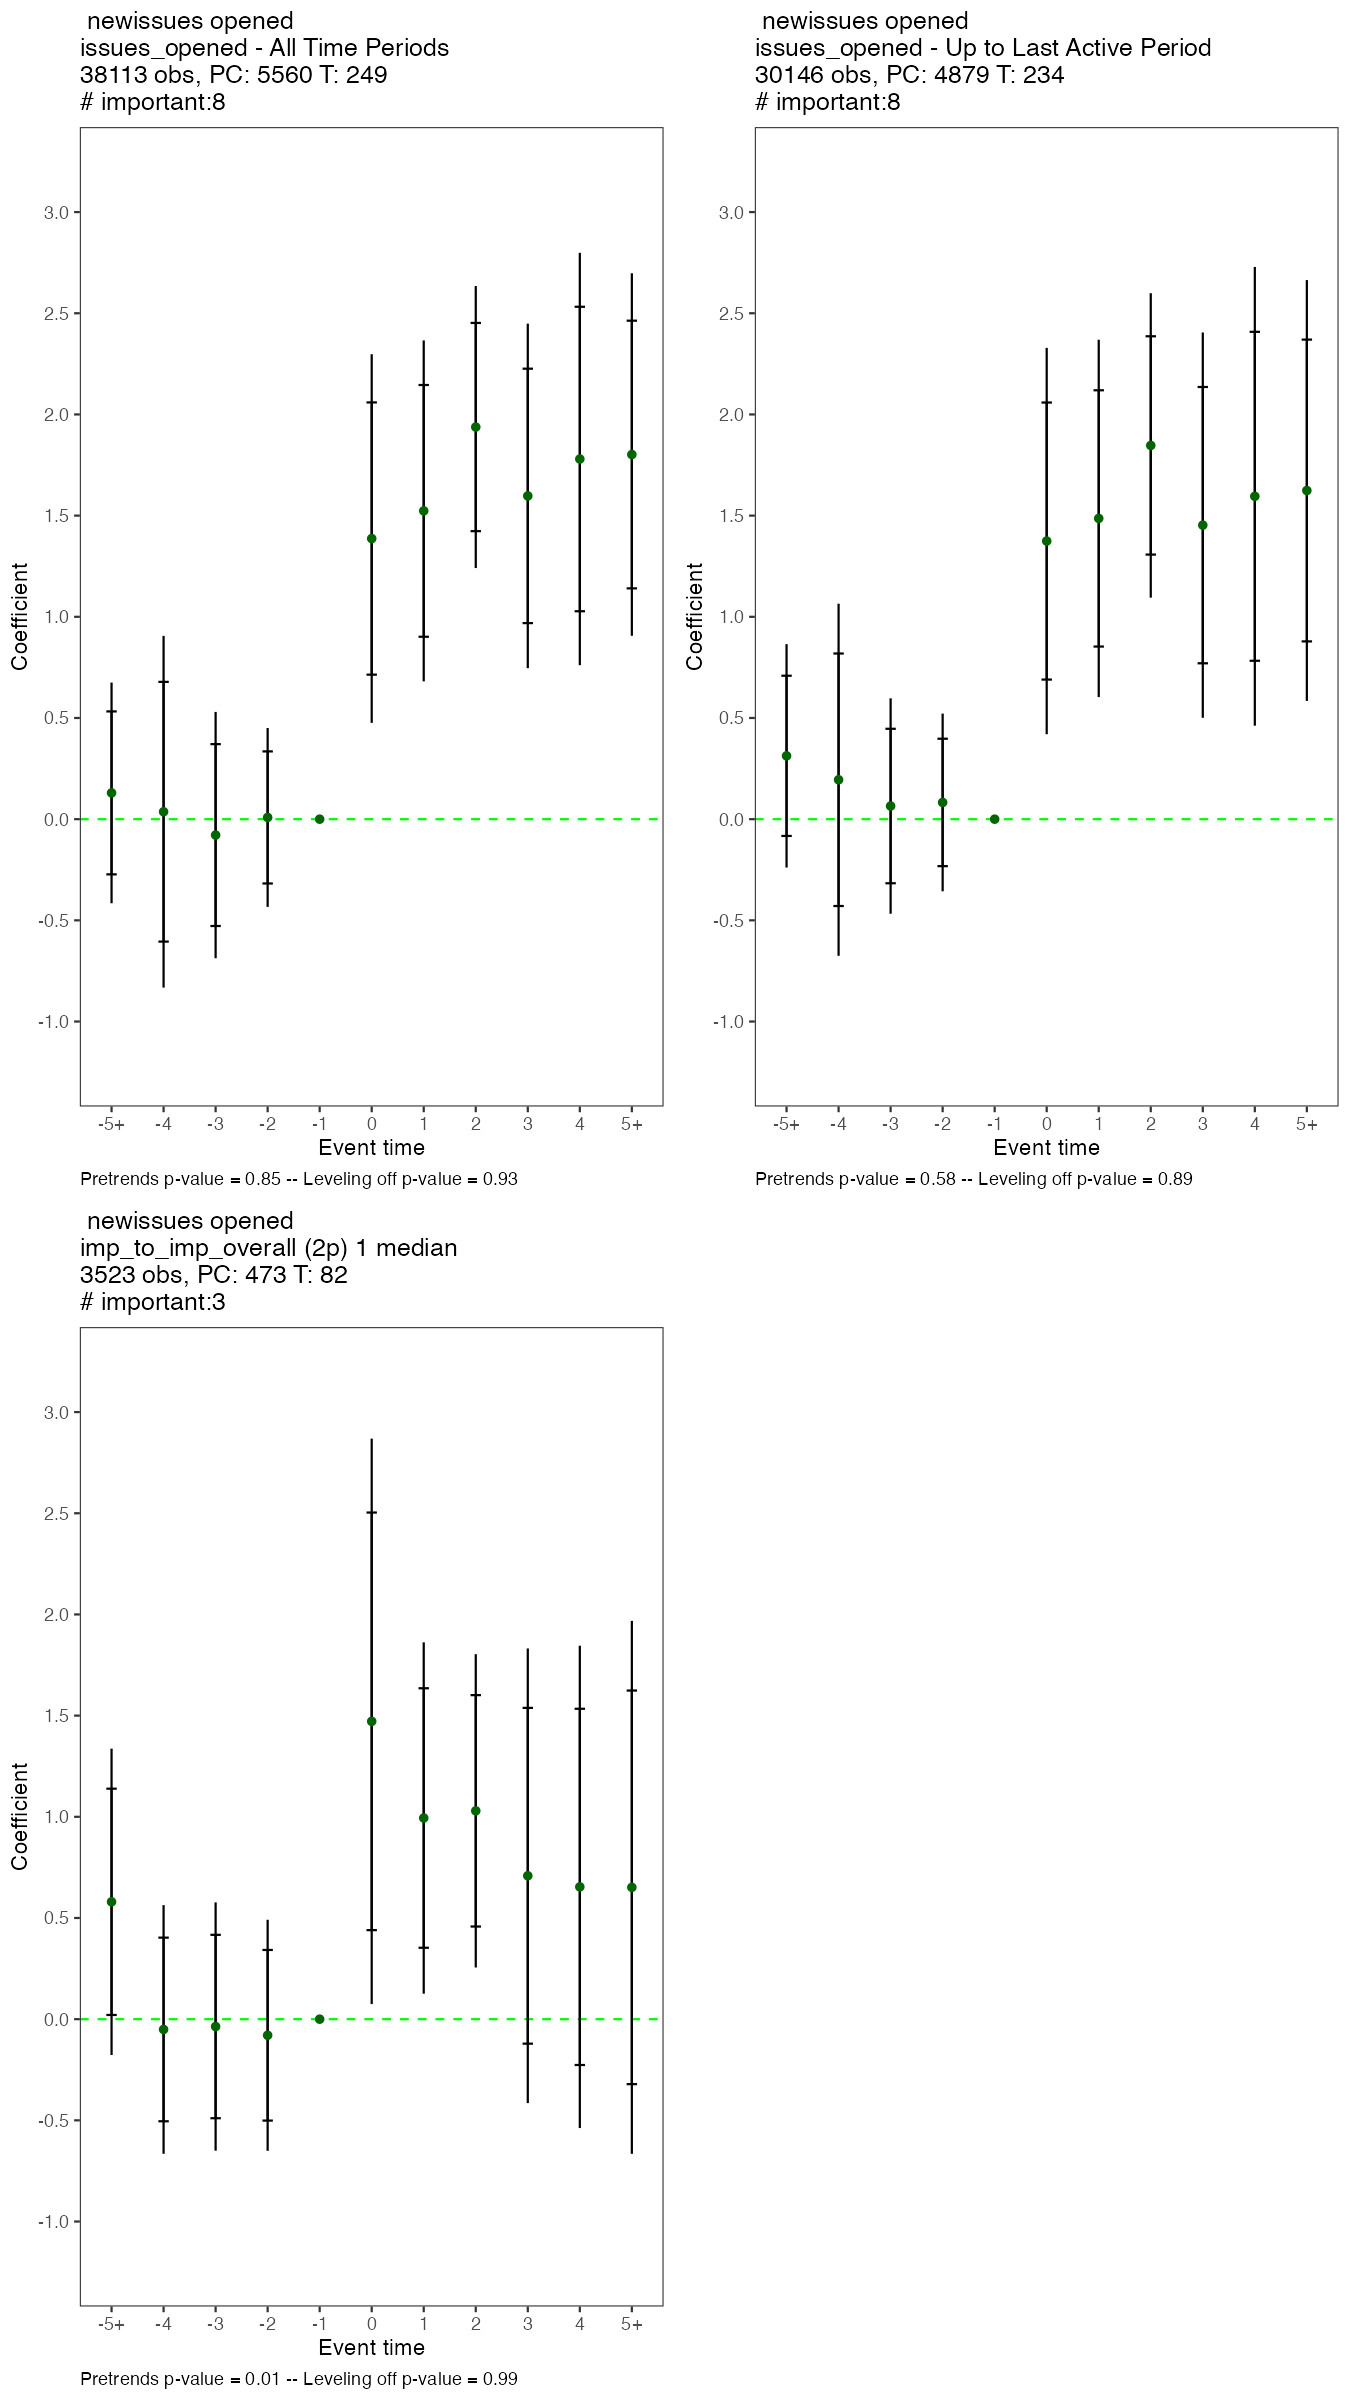 newissues opened
issues_opened - All Time Periods
38113 obs, PC: 5560 T: 249
# important:8
Coefficient
3.0
2.5
2.0
1.5
1.0
0.5
0.0
-0.5
-1.0
-5+ -4 -3 -2 -1 0 1 2 3 4 5+
Event time
Pretrends p-value = 0.85 -- Leveling off p-value = 0.93
newissues opened
issues_opened - Up to Last Active Period
30146 obs, PC: 4879 T: 234
# important:8
Coefficient
3.0
2.5
2.0
1.5
1.0
0.5
0.0
-0.5
-1.0
-5+ -4 -3 -2 -1 0 1 2 3 4 5+
Event time
Pretrends p-value = 0.58 -- Leveling off p-value = 0.89
newissues opened
imp_to_imp_overall (2p) 1 median
3523 obs, PC: 473 T: 82
# important:3
Coefficient
3.0
2.5
2.0
1.5
1.0
0.5
0.0
-0.5
-1.0
-5+ -4 -3 -2 -1 0 1 2 3 4 5+
Event time
Pretrends p-value = 0.01 -- Leveling off p-value = 0.99